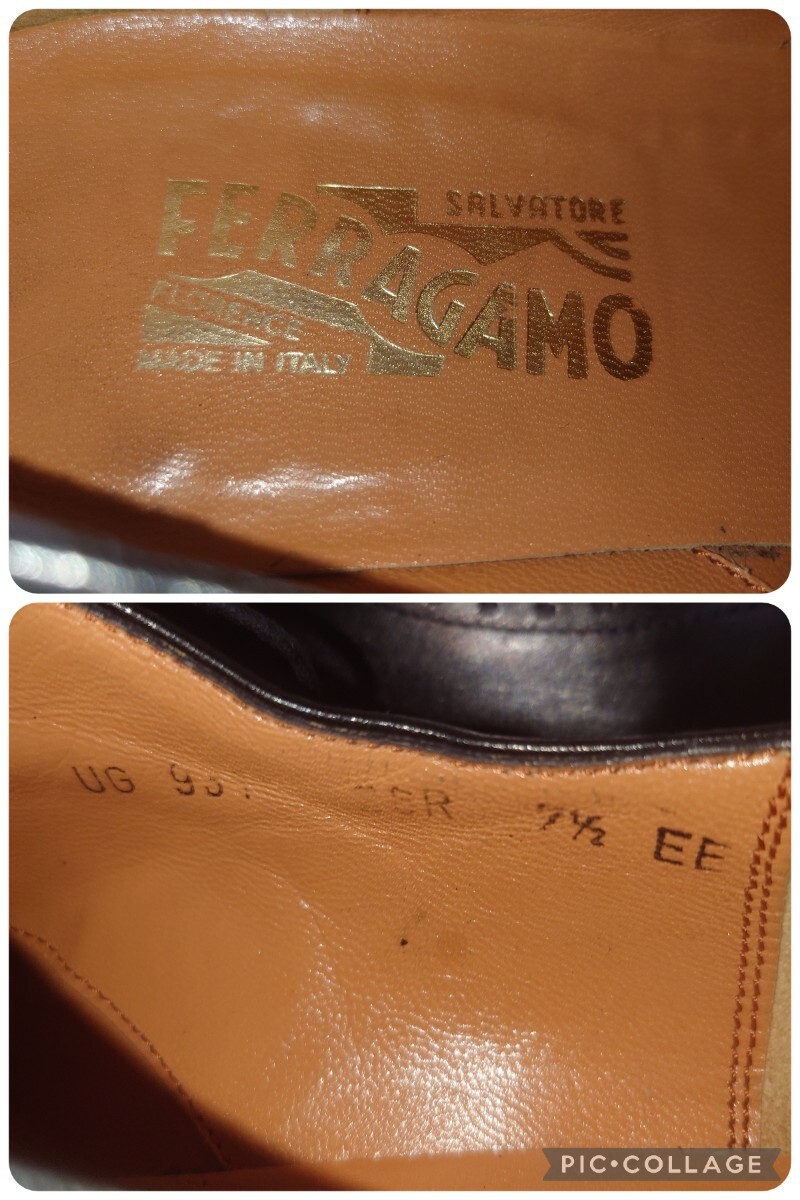 SALVATORE
FERRAGAMO
FLORENCE
MADE IN ITALY
UG 7½ EE
PIC•COLLAGE